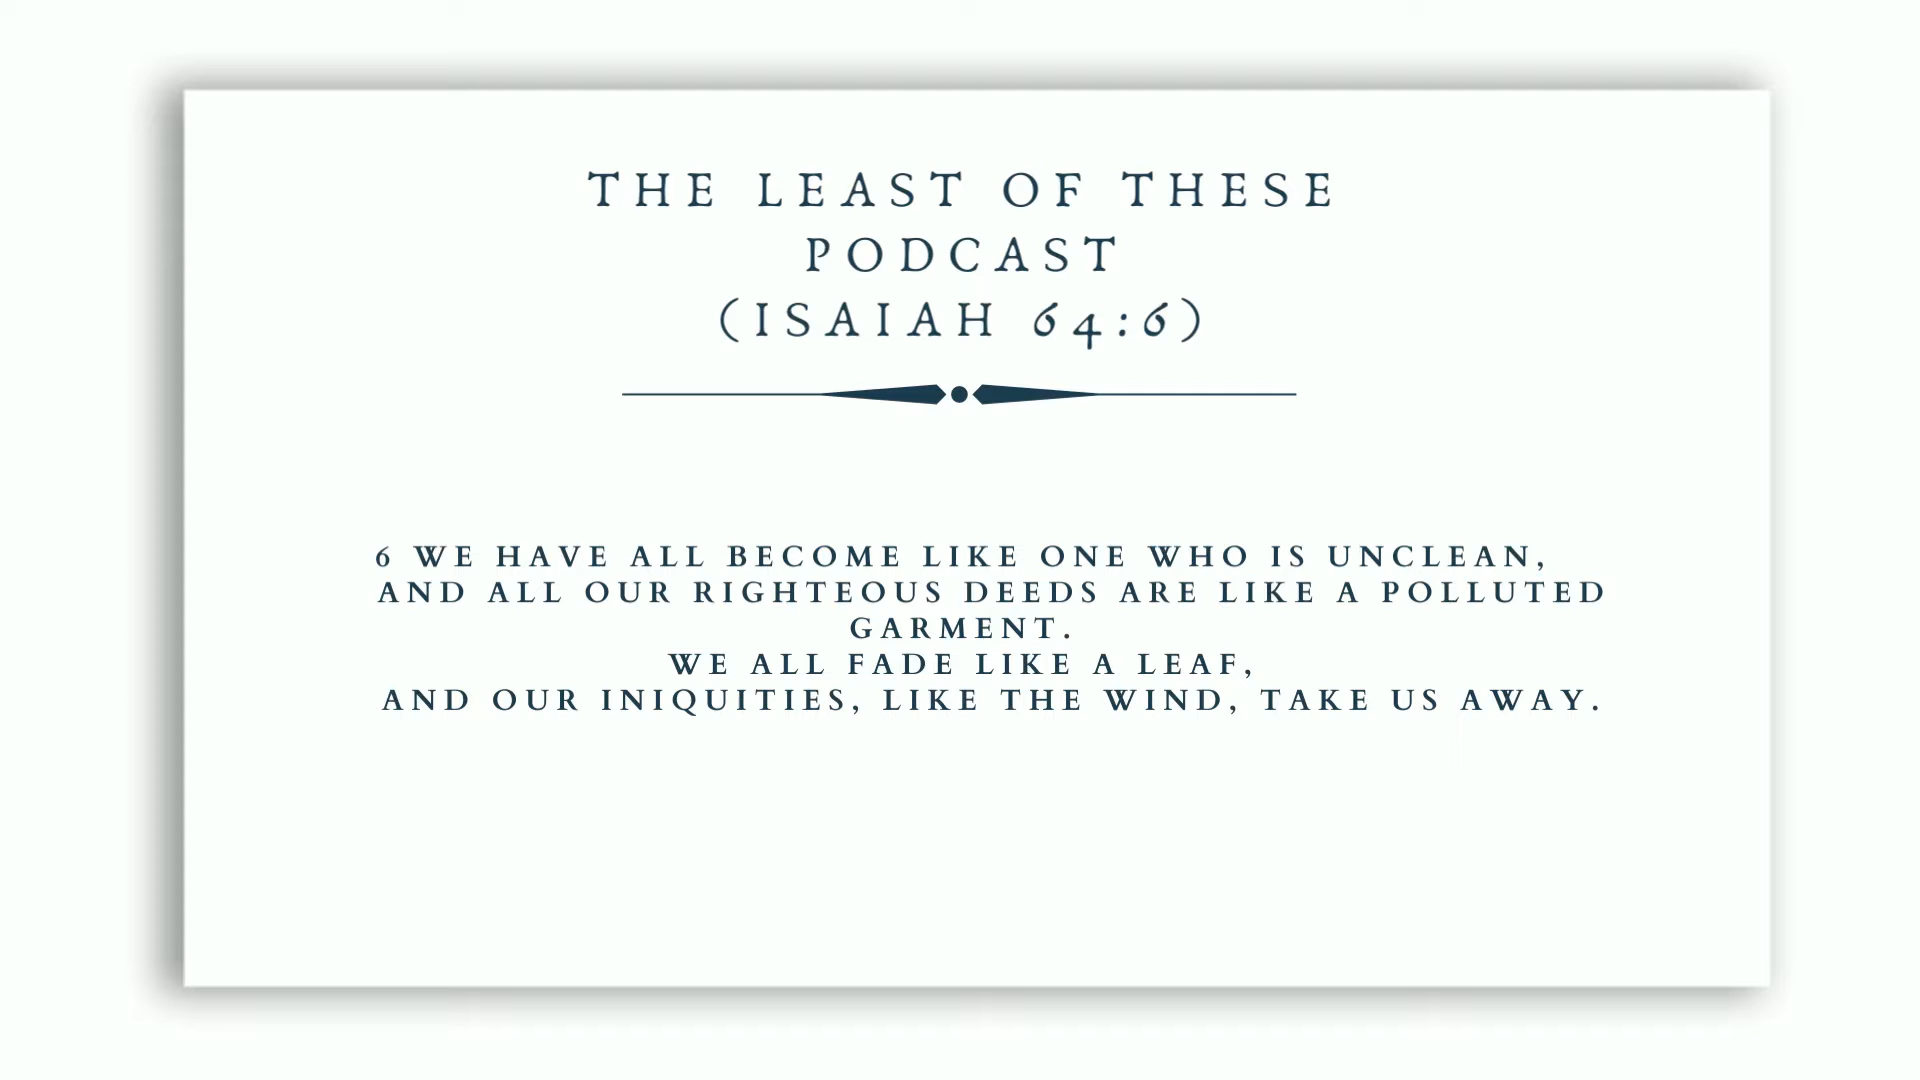 THE LEAST OF THESE
PODCAST
(ISAIAH 64:6)
6 WE HAVE ALL BECOME LIKE ONE WHO IS UNCLEAN,
AND ALL OUR RIGHTEOUS DEEDS ARE LIKE A POLLUTED
GARMENT.
WE ALL FADE LIKE A LEAF,
AND OUR INIQUITIES, LIKE THE WIND, TAKE US AWAY.